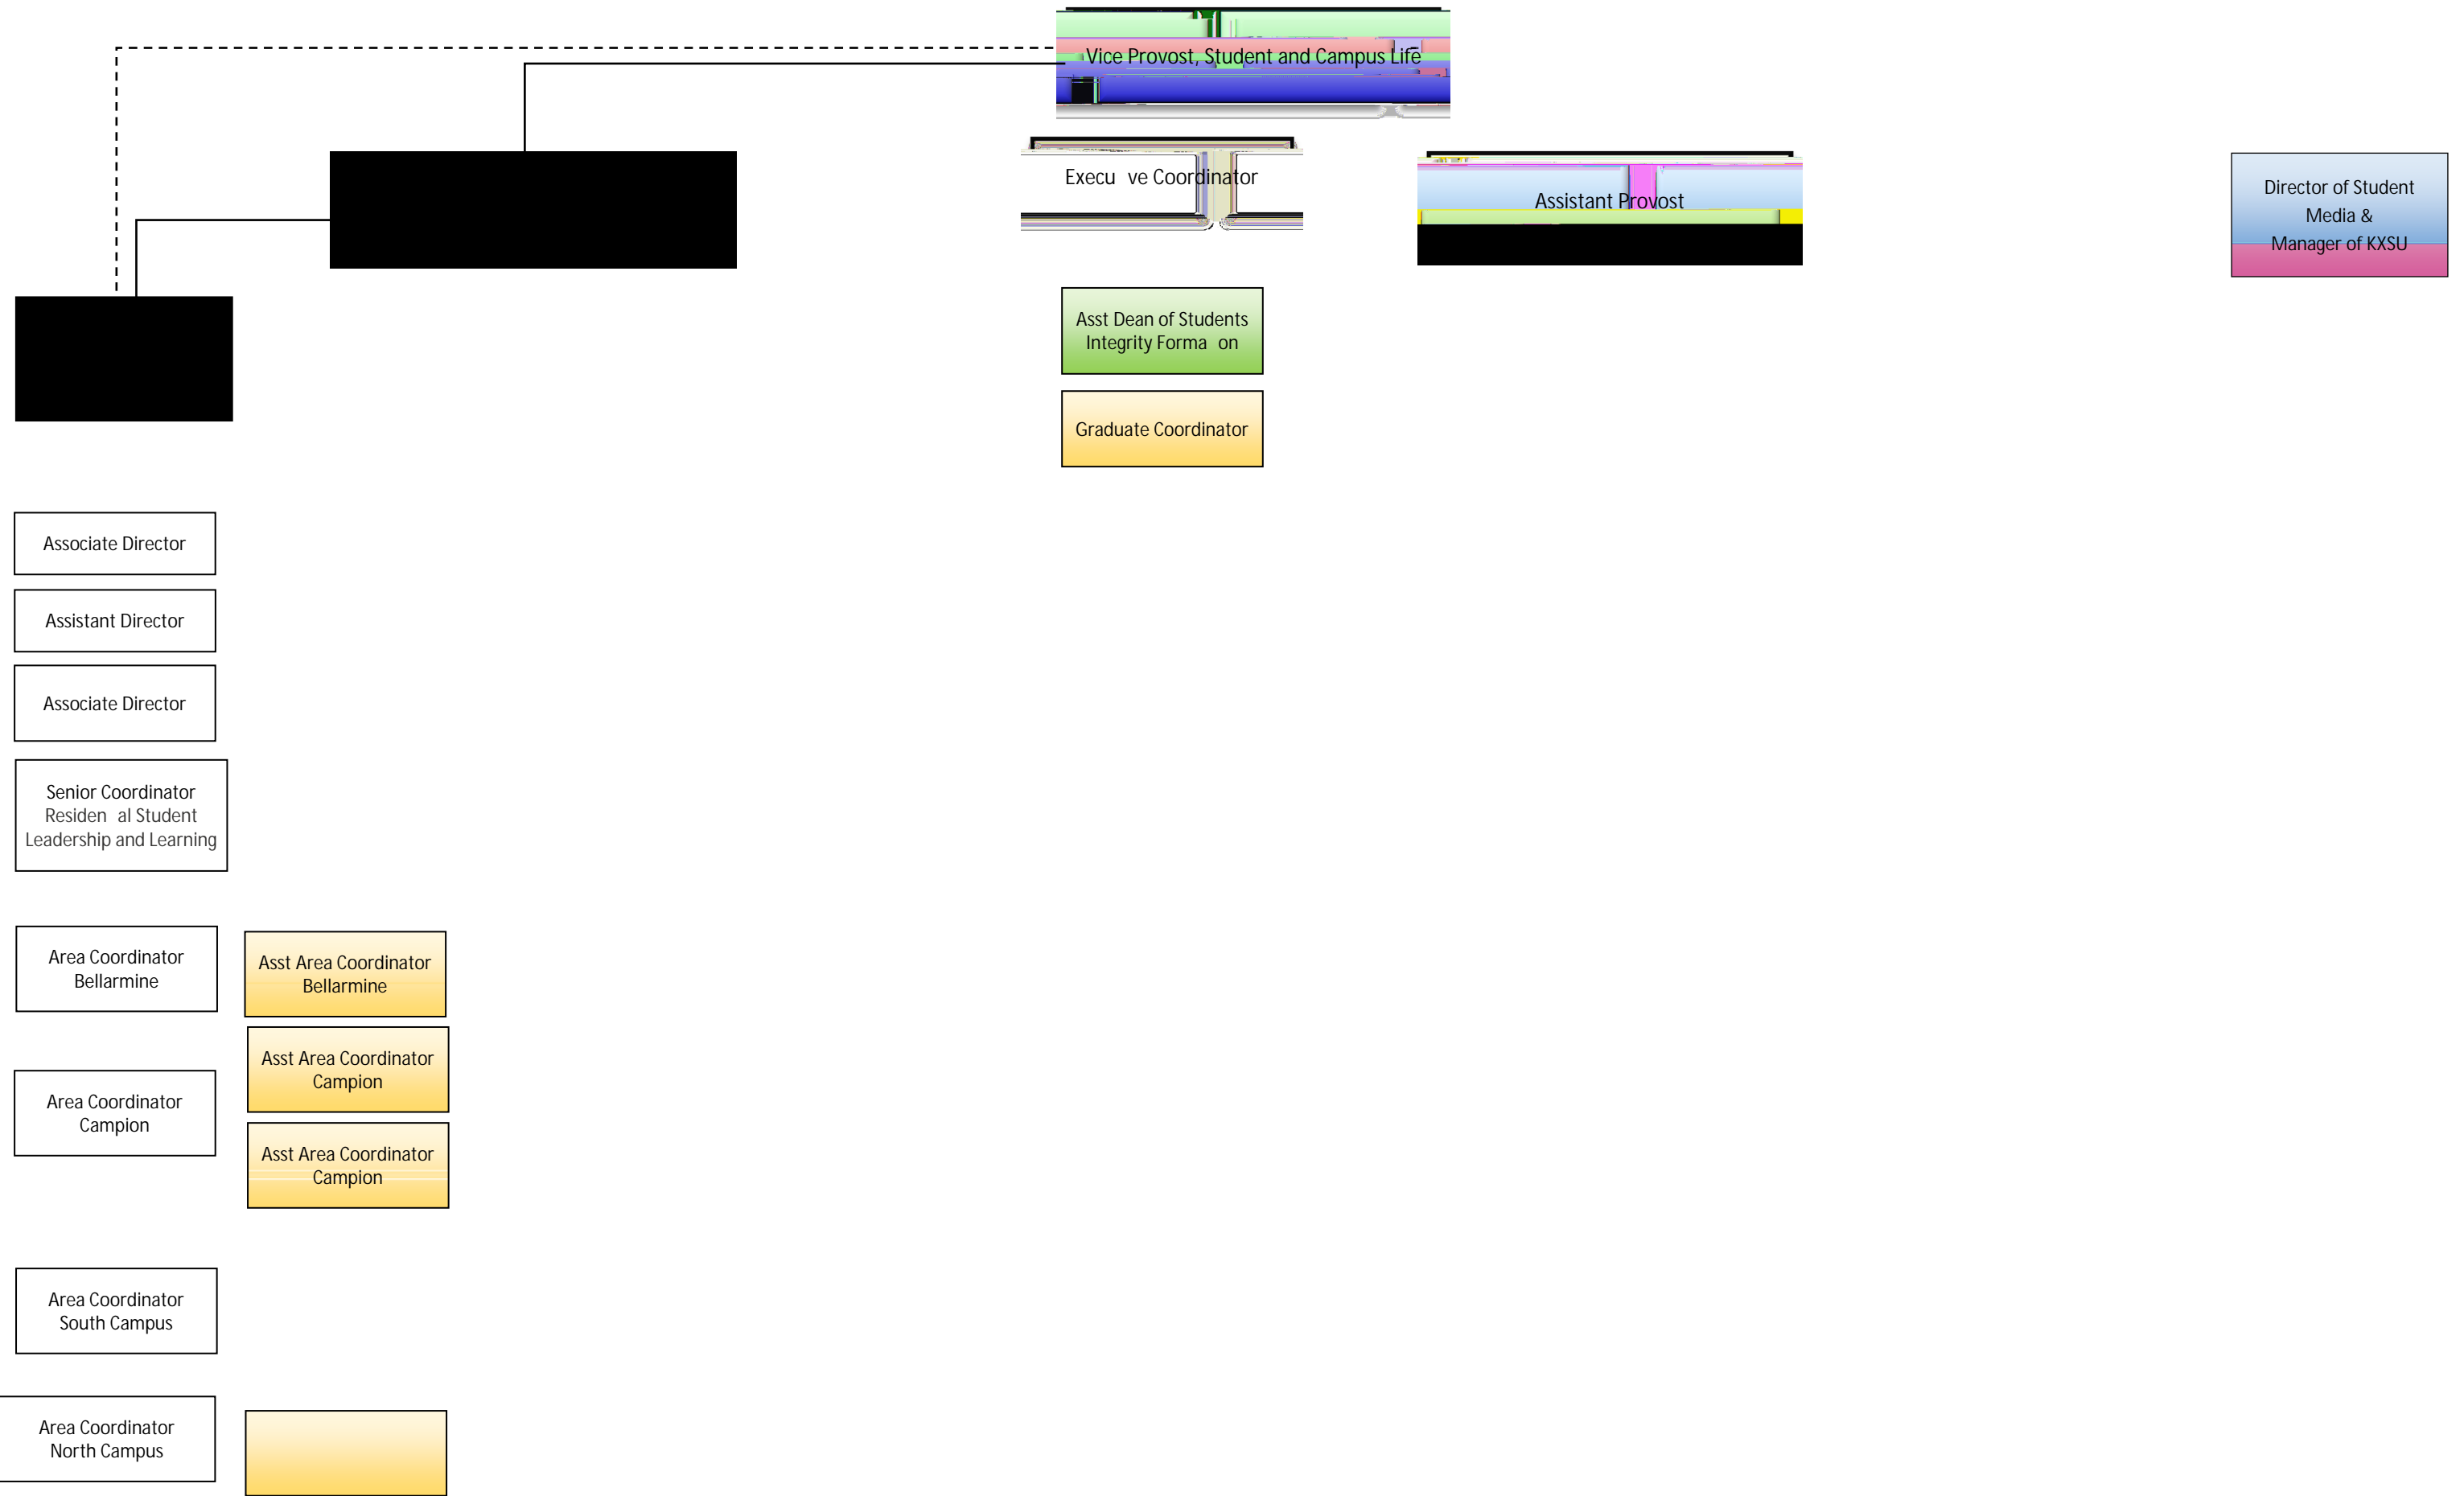 Vice Provost, Student and Campus Life
Execu ve Coordinator
Assistant Provost
Director of Student
Media &
Manager of KXSU
Asst Dean of Students
Integrity Forma on
Graduate Coordinator
Associate Director
Assistant Director
Associate Director
Senior Coordinator
Residen al Student
Leadership and Learning
Area Coordinator
Bellarmine
Asst Area Coordinator
Bellarmine
Asst Area Coordinator
Campion
Area Coordinator
Campion
Asst Area Coordinator
Campion
Area Coordinator
South Campus
Area Coordinator
North Campus